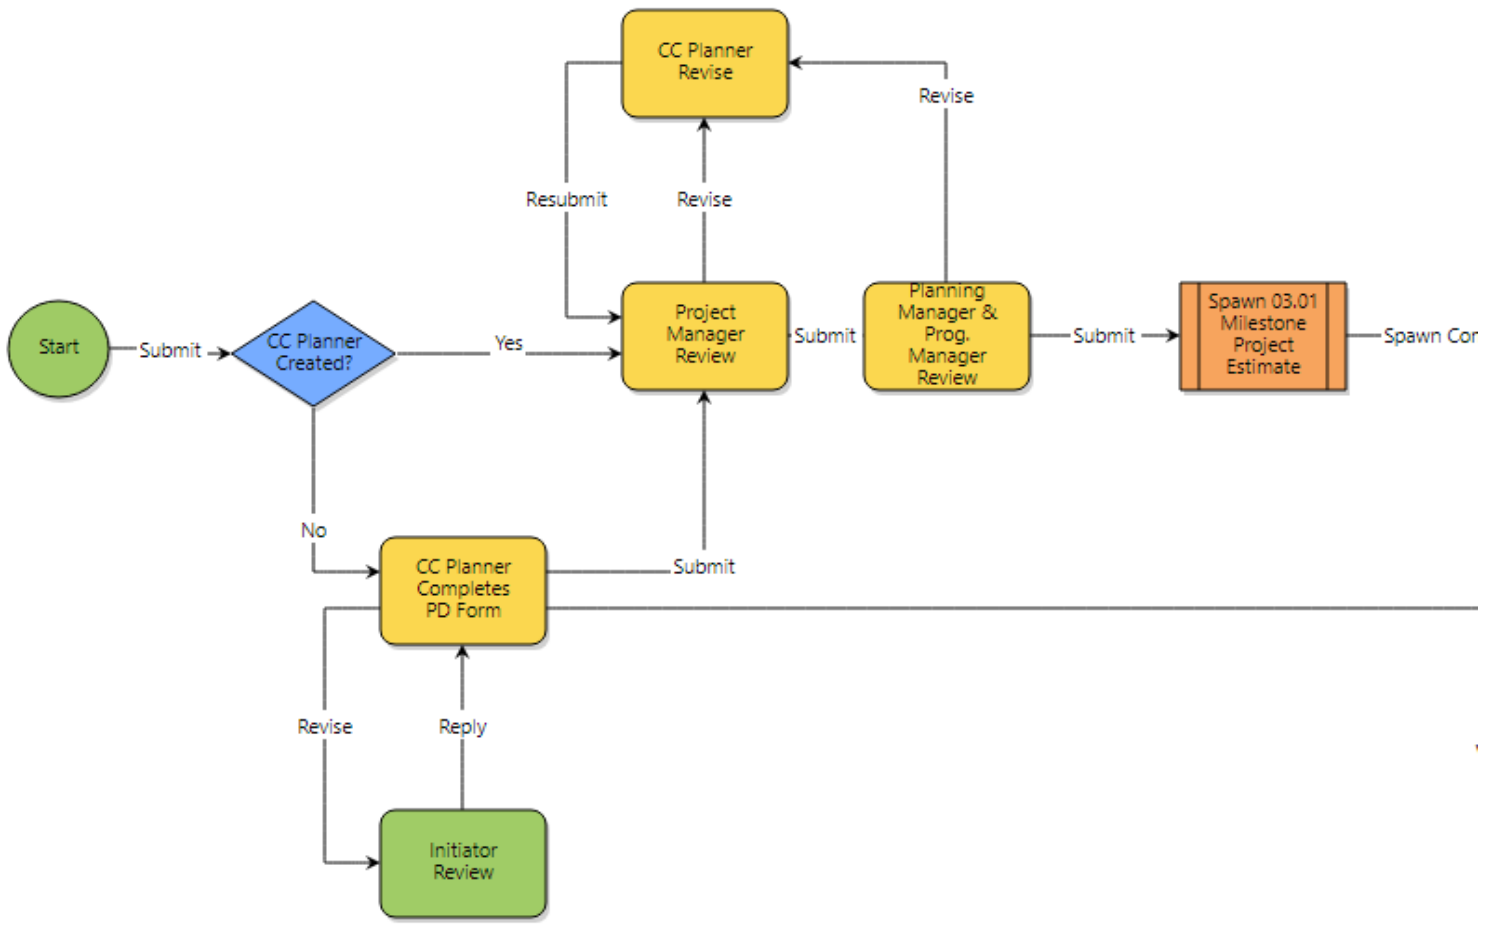 CC Planner
Revise
Revise
Resubmit
Revise
Start
Submit
CC Planner
Created?
Yes
Project
Manager
Review
Submit
Planning
Manager &
Prog.
Manager
Review
Submit
Spawn 03.01
Milestone
Project
Estimate
Spawn Cor
No
CC Planner
Completes
PD Form
Submit
Revise
Reply
Initiator
Review